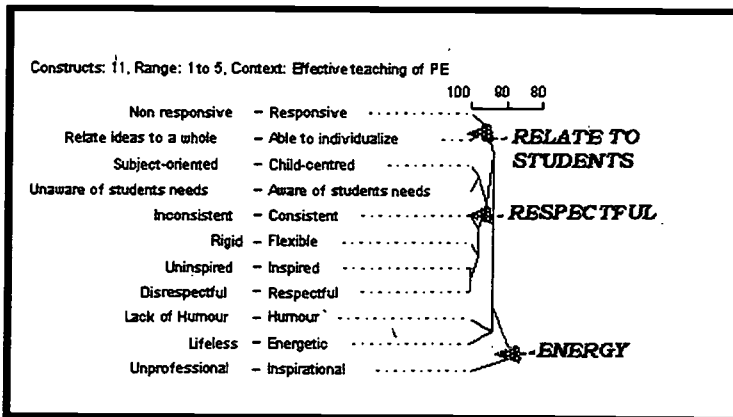 Constructs: 11, Range: 1 to 5, Context: Effective teaching of PE
100 90 80
Non responsive – Responsive
Relate ideas to a whole – Able to individualize
RELATE TO STUDENTS
Subject-oriented – Child-centred
Unaware of students needs – Aware of students needs
Inconsistent – Consistent
RESPECTFUL
Rigid – Flexible
Uninspired – Inspired
Disrespectful – Respectful
Lack of Humour – Humour
Lifeless – Energetic
ENERGY
Unprofessional – Inspirational